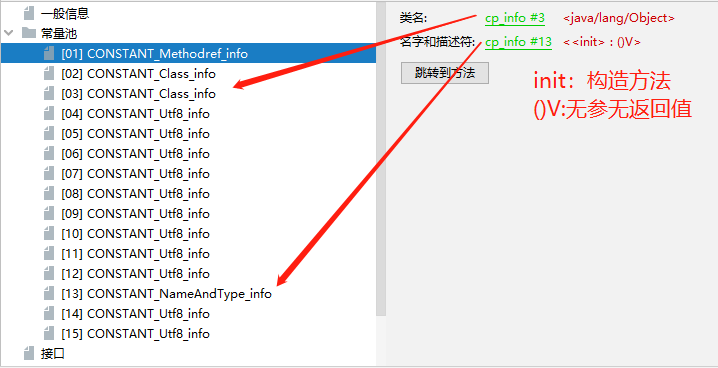 一般信息
常量池
[01] CONSTANT_Methodref_info
[02] CONSTANT_Class_info
[03] CONSTANT_Class_info
[04] CONSTANT_Utf8_info
[05] CONSTANT_Utf8_info
[06] CONSTANT_Utf8_info
[07] CONSTANT_Utf8_info
[08] CONSTANT_Utf8_info
[09] CONSTANT_Utf8_info
[10] CONSTANT_Utf8_info
[11] CONSTANT_Utf8_info
[12] CONSTANT_Utf8_info
[13] CONSTANT_NameAndType_info
[14] CONSTANT_Utf8_info
[15] CONSTANT_Utf8_info
接口
类名: cp_info #3 <java/lang/Object>
名字和描述符: cp_info #13 <<init> : ()V>
跳转到方法
init：构造方法
()V:无参无返回值